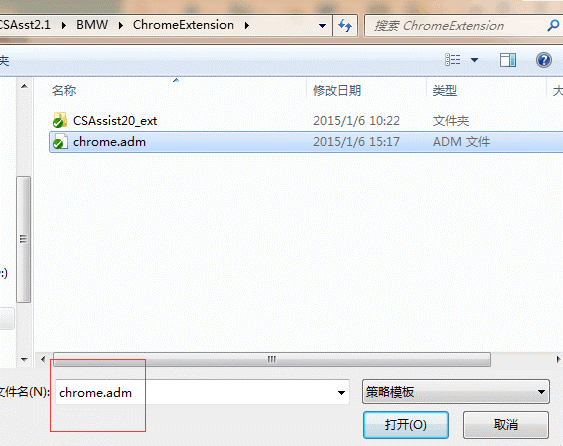 CSAsst2.1 ▸ BMW ▸ ChromeExtension ▸
搜索 ChromeExtension
夹
名称 修改日期 类型 大
CSAssist20_ext 2015/1/6 10:22 文件夹
chrome.adm 2015/1/6 15:17 ADM 文件
:)
文件名(N): chrome.adm 策略模板
打开(O) 取消